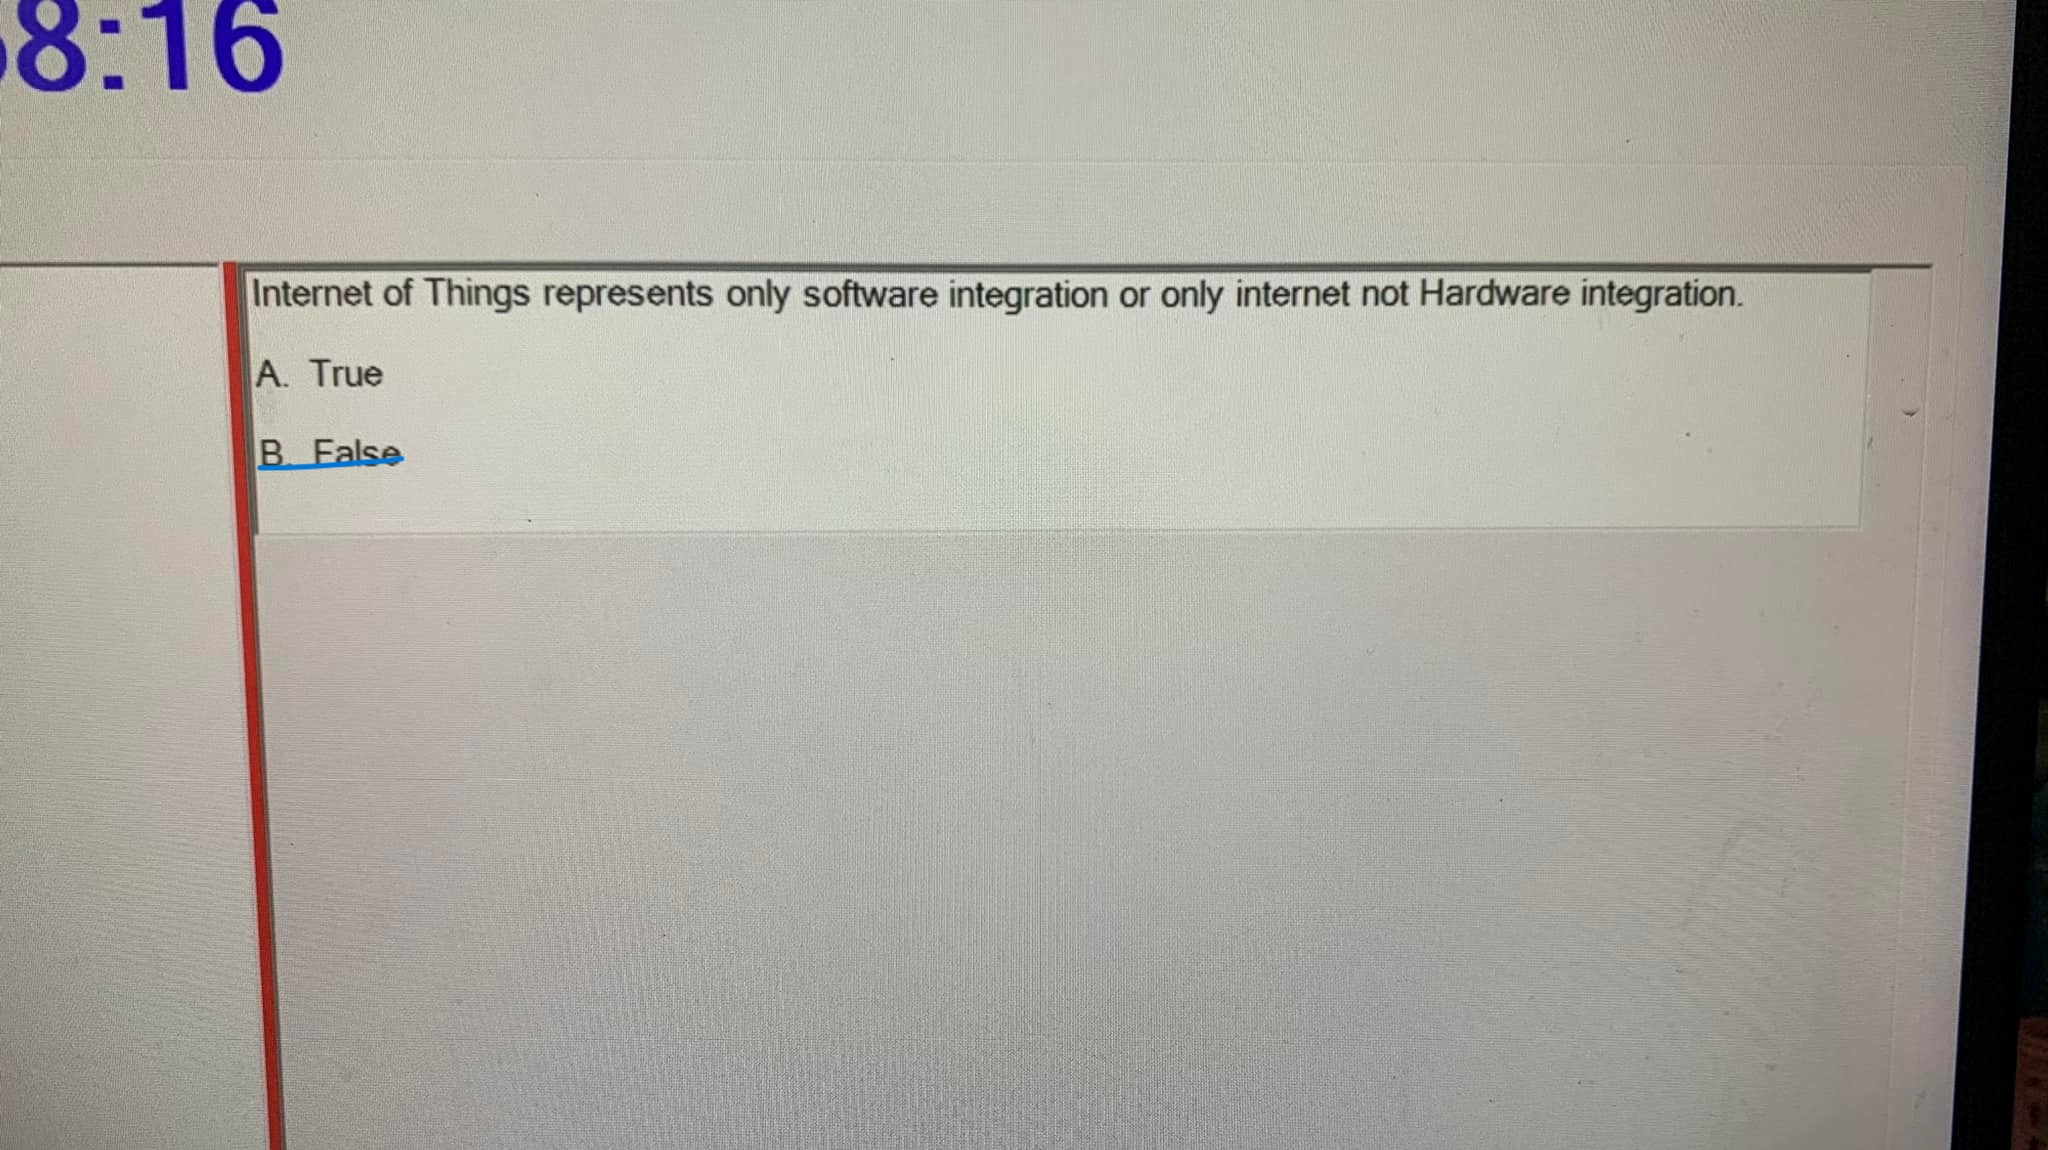 8:16
Internet of Things represents only software integration or only internet not Hardware integration.
A. True
B. False